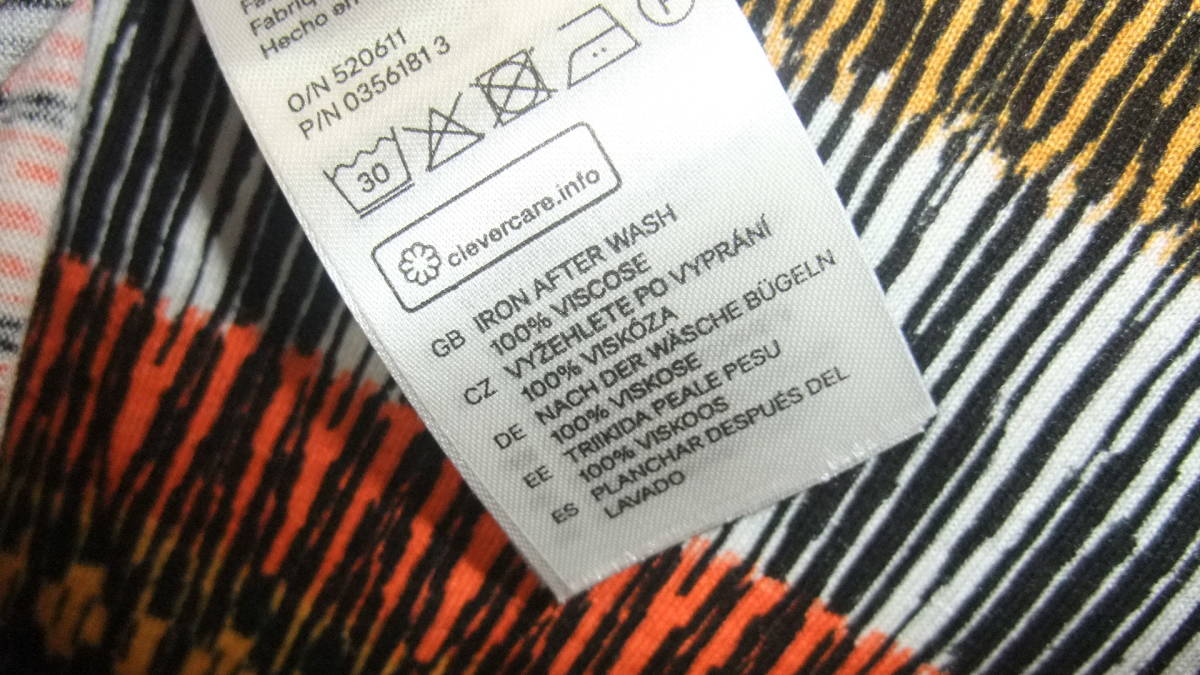 Fabriq
Hecho en
O/N 520611
P/N 0356181 3
30
P
clevercare.info
GB IRON AFTER WASH
100% VISCOSE
CZ VYŽEHLETE PO VYPRÁNÍ
100% VISKÓZA
DE NACH DER WÄSCHE BÜGELN
100% VISKOSE
EE TRIIKIDA PEALE PESU
100% VISKOOS
ES PLANCHAR DESPUÉS DEL
LAVADO